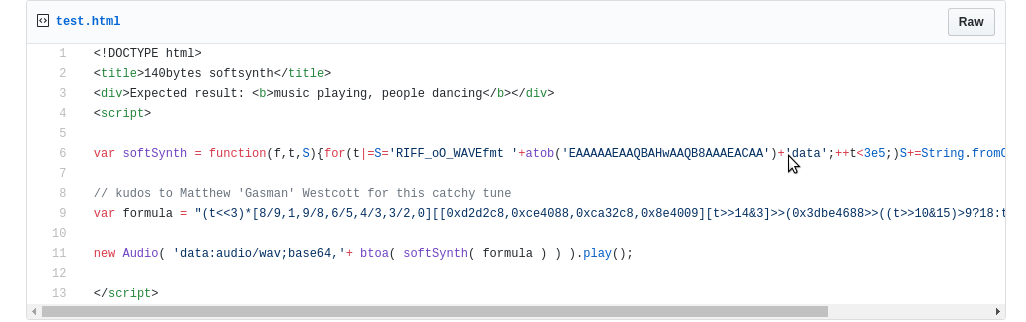 test.html
Raw
1 <!DOCTYPE html>
2 <title>140bytes softsynth</title>
3 <div>Expected result: <b>music playing, people dancing</b></div>
4 <script>
5
6 var softSynth = function(f,t,S){for(t|=S='RIFF_oO_WAVEfmt '+atob('EAAAAAEAAQBAHwAAQB8AAAEACAA')+'data';++t<3e5;)S+=String.from
7
8 // kudos to Matthew 'Gasman' Westcott for this catchy tune
9 var formula = "(t<<3)*[8/9,1,9/8,6/5,4/3,3/2,0][[0xd2d2c8,0xce4088,0xca32c8,0x8e4009][t>>14&3]>>(0x3dbe4688>>((t>>10&15)>9?18:t
10
11 new Audio( 'data:audio/wav;base64,'+ btoa( softSynth( formula ) ) ).play();
12
13 </script>